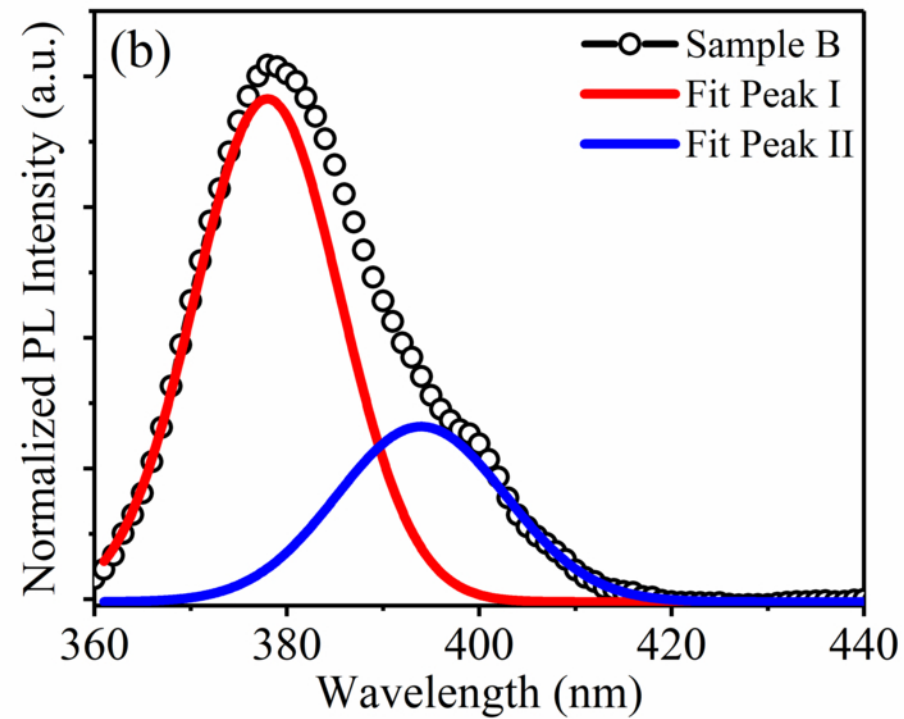 (b)
Sample B
Fit Peak I
Fit Peak II
Normalized PL Intensity (a.u.)
360 380 400 420 440
Wavelength (nm)